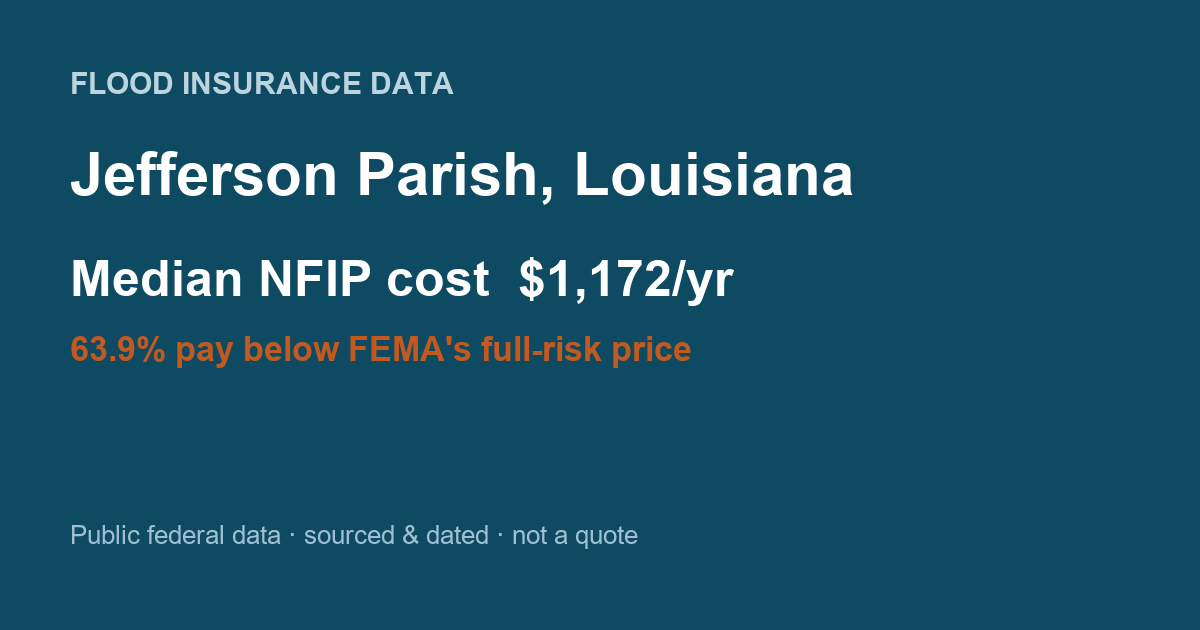 FLOOD INSURANCE DATA
Jefferson Parish, Louisiana
Median NFIP cost $1,172/yr
63.9% pay below FEMA's full-risk price
Public federal data · sourced & dated · not a quote